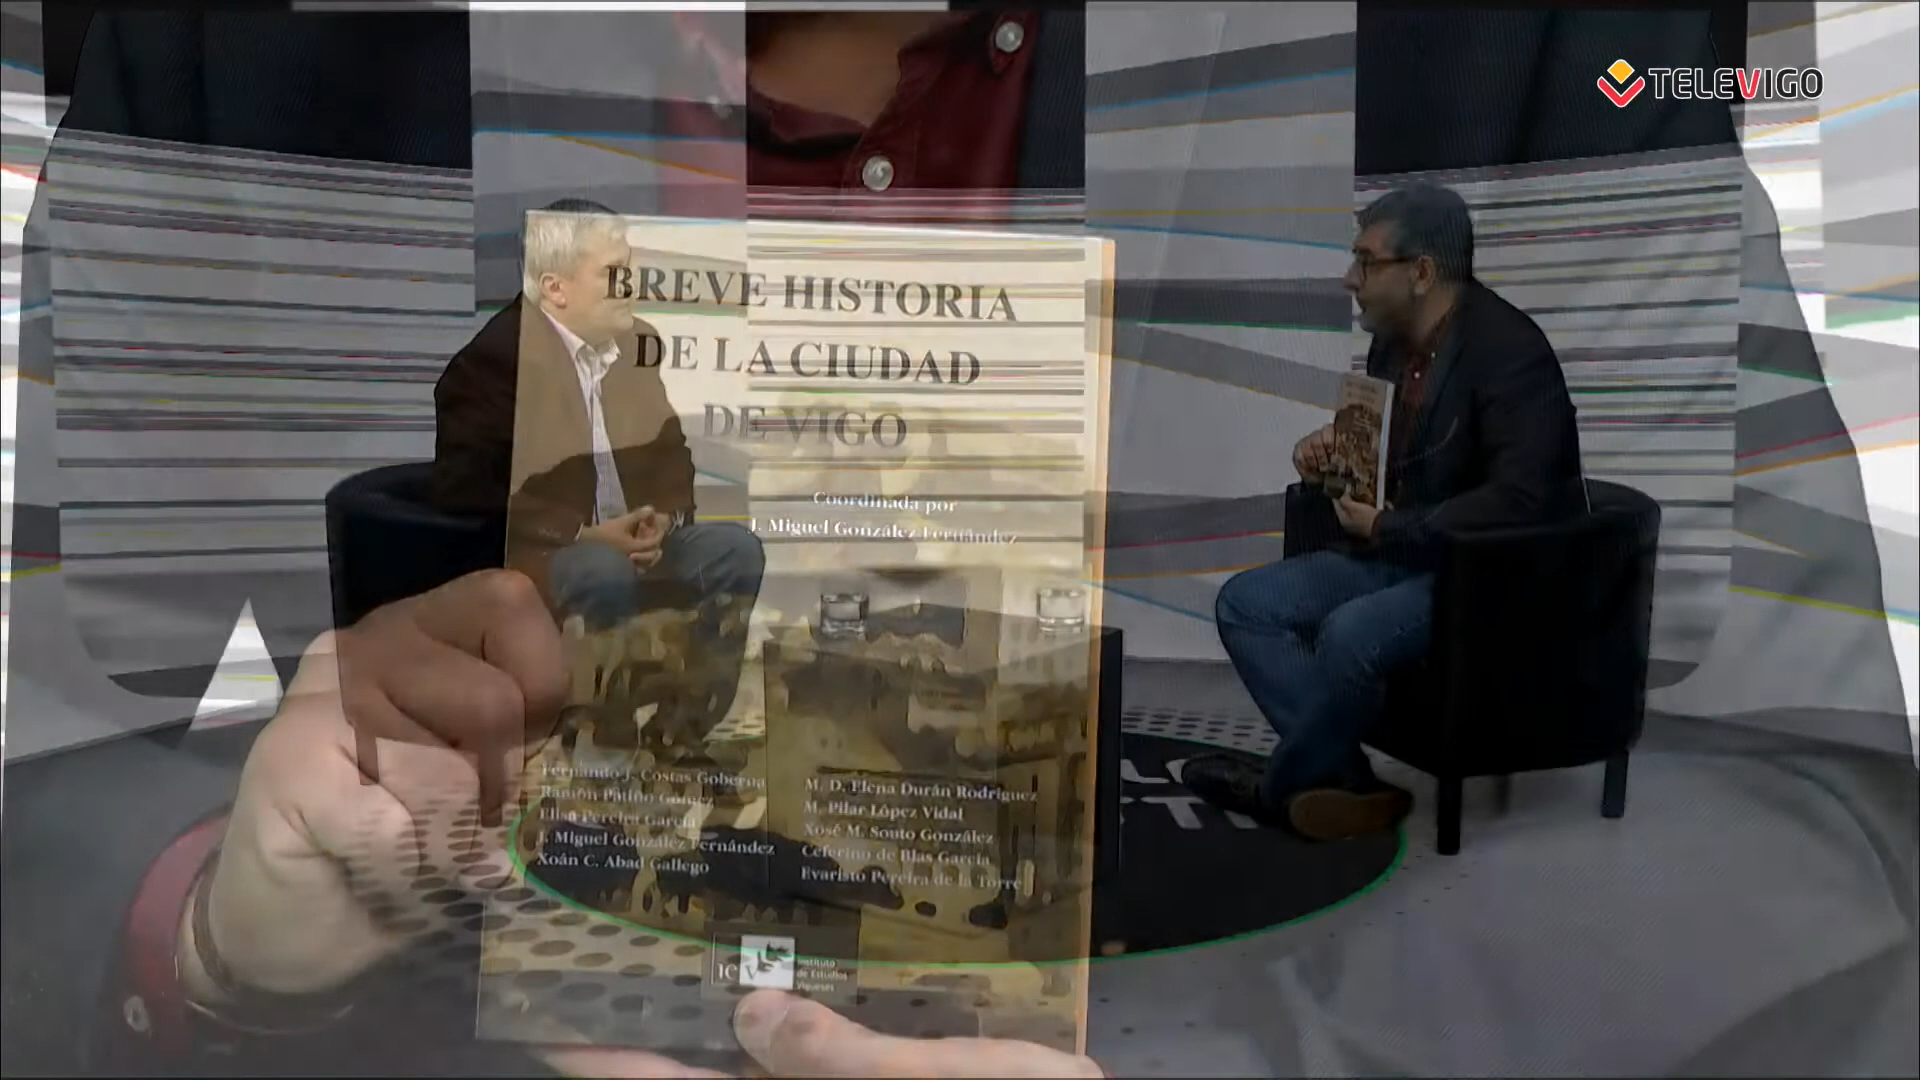 TELEVIGO
BREVE HISTORIA
DE LA CIUDAD
DE VIGO
Coordinada por
J. Miguel González Fernández
Fernando J. Costas Goberna
Ramón Patiño Gómez
Elisa Pereira García
J. Miguel González Fernández
Xoán C. Abad Gallego
M. D. Elena Durán Rodríguez
M. Pilar López Vidal
Xosé M. Souto González
Ceferino de Blas García
Evaristo Pereira de la Torre
IEV
Instituto
de Estudios
Vigueses